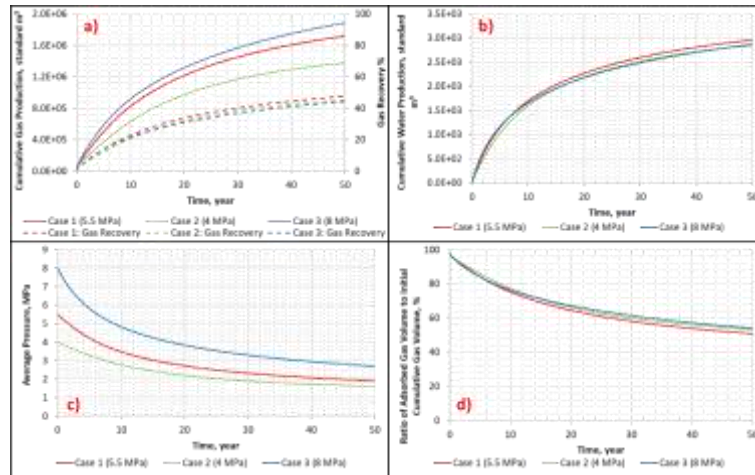 a)
Cumulative Gas Production, standard m³
2.0E+06
1.6E+06
1.2E+06
8.0E+05
4.0E+05
0.0E+00
100
80
60
40
20
0
Gas Recovery %
0 10 20 30 40 50
Time, year
Case 1 (5.5 MPa) Case 2 (4 MPa) Case 3 (8 MPa)
Case 1: Gas Recovery Case 2: Gas Recovery Case 3: Gas Recovery
b)
Cumulative Water Production, standard
m³
3.5E+03
3.0E+03
2.5E+03
2.0E+03
1.5E+03
1.0E+03
5.0E+02
0.0E+00
0 10 20 30 40 50
Time, year
Case 1 (5.5 MPa) Case 2 (4 MPa) Case 3 (8 MPa)
c)
Average Pressure, MPa
9
8
7
6
5
4
3
2
1
0
0 10 20 30 40 50
Time, year
Case 1 (5.5 MPa) Case 2 (4 MPa) Case 3 (8 MPa)
d)
Ratio of Adsorbed Gas Volume to Initial
Cumulative Gas Volume, %
100
80
60
40
20
0
0 10 20 30 40 50
Time, year
Case 1 (5.5 MPa) Case 2 (4 MPa) Case 3 (8 MPa)